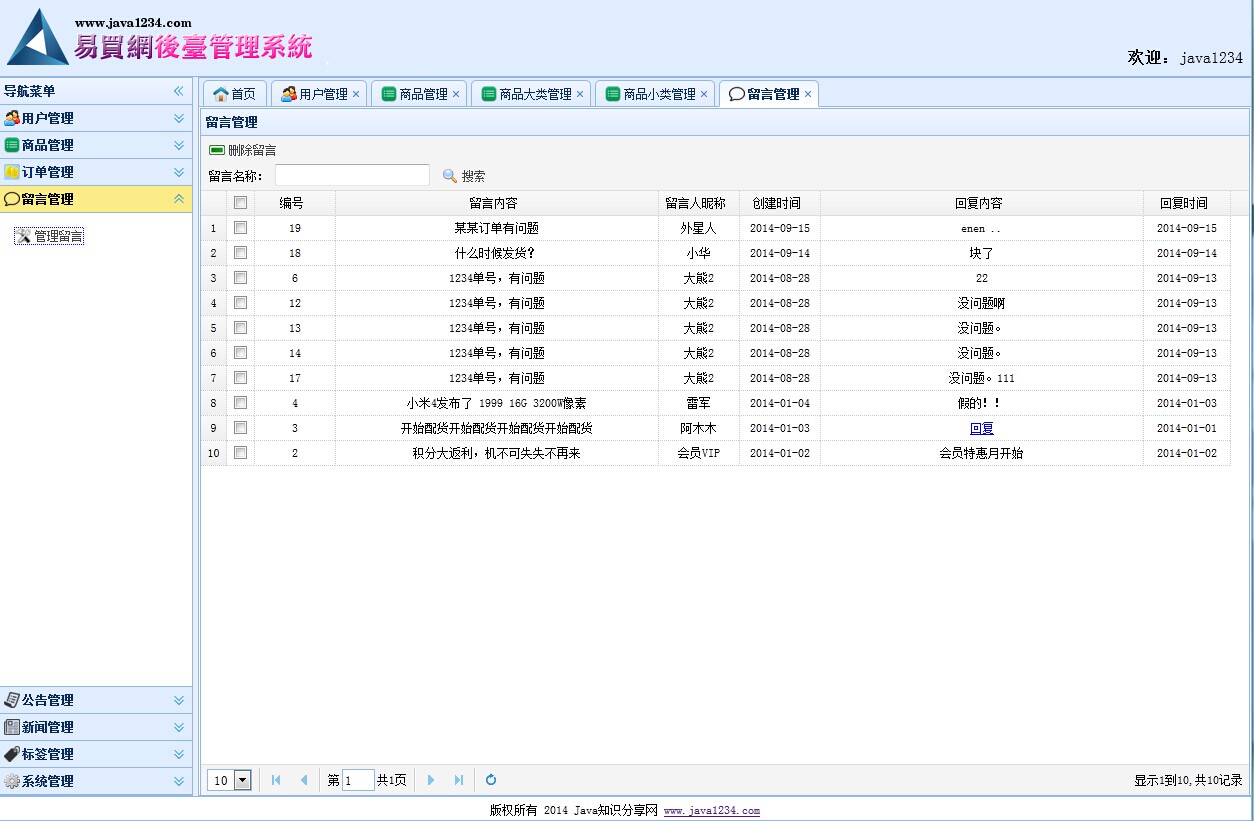 www.java1234.com
易買網後臺管理系統
欢迎： java1234
导航菜单
用户管理
商品管理
订单管理
留言管理
管理留言
公告管理
新闻管理
标签管理
系统管理
首页 用户管理 商品管理 商品大类管理 商品小类管理 留言管理
留言管理
删除留言
留言名称： 搜索
编号 留言内容 留言人昵称 创建时间 回复内容 回复时间
1 19 某某订单有问题 外星人 2014-09-15 enen .. 2014-09-15
2 18 什么时候发货? 小华 2014-09-14 块了 2014-09-14
3 6 1234单号，有问题 大熊2 2014-08-28 22 2014-09-13
4 12 1234单号，有问题 大熊2 2014-08-28 没问题啊 2014-09-13
5 13 1234单号，有问题 大熊2 2014-08-28 没问题。 2014-09-13
6 14 1234单号，有问题 大熊2 2014-08-28 没问题。 2014-09-13
7 17 1234单号，有问题 大熊2 2014-08-28 没问题。111 2014-09-13
8 4 小米4发布了 1999 16G 3200W像素 雷军 2014-01-04 假的！！ 2014-01-03
9 3 开始配货开始配货开始配货开始配货 阿木木 2014-01-03 回复 2014-01-01
10 2 积分大返利，机不可失失不再来 会员VIP 2014-01-02 会员特惠月开始 2014-01-02
10 第 1 共1页 显示1到10,共10记录
版权所有 2014 Java知识分享网 www.java1234.com